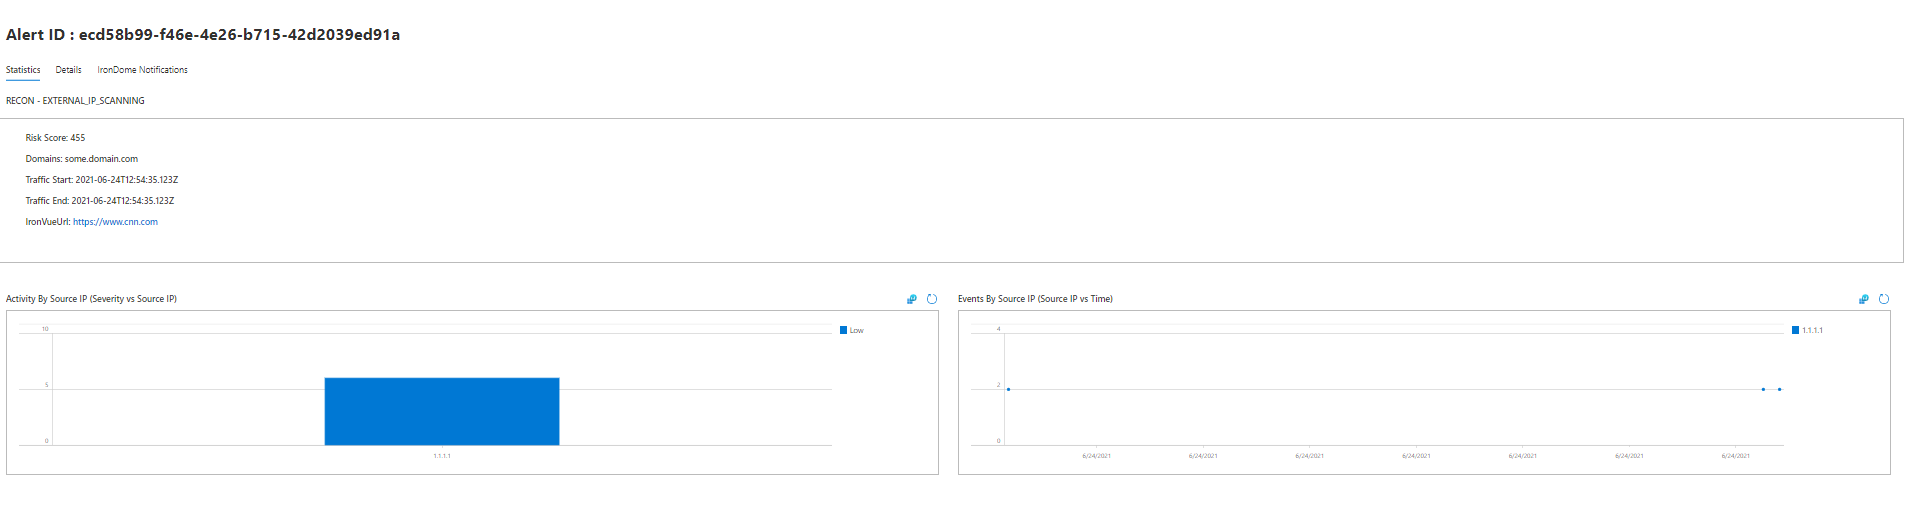 Alert ID : ecd58b99-f46e-4e26-b715-42d2039ed91a
Statistics Details IronDome Notifications
RECON - EXTERNAL_IP_SCANNING
Risk Score: 455
Domains: some.domain.com
Traffic Start: 2021-06-24T12:54:35.123Z
Traffic End: 2021-06-24T12:54:35.123Z
IronVueUrl: https://www.cnn.com
Activity By Source IP (Severity vs Source IP)
10
5
0
1.1.1.1
Low
Events By Source IP (Source IP vs Time)
4
2
0
6/24/2021 6/24/2021 6/24/2021 6/24/2021 6/24/2021 6/24/2021 6/24/2021
1.1.1.1